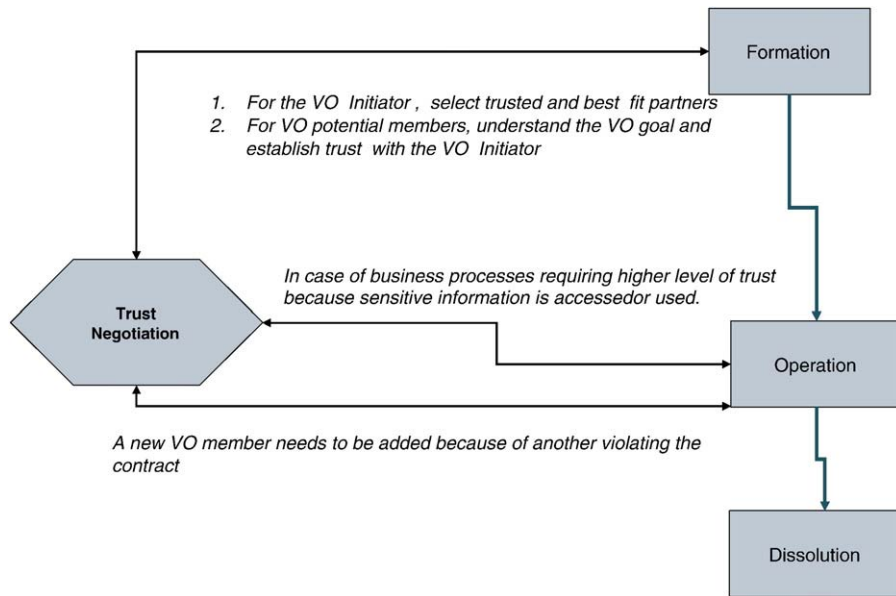 Formation
1. For the VO Initiator , select trusted and best fit partners
2. For VO potential members, understand the VO goal and
establish trust with the VO Initiator
In case of business processes requiring higher level of trust
because sensitive information is accessedor used.
Trust
Negotiation
Operation
A new VO member needs to be added because of another violating the
contract
Dissolution